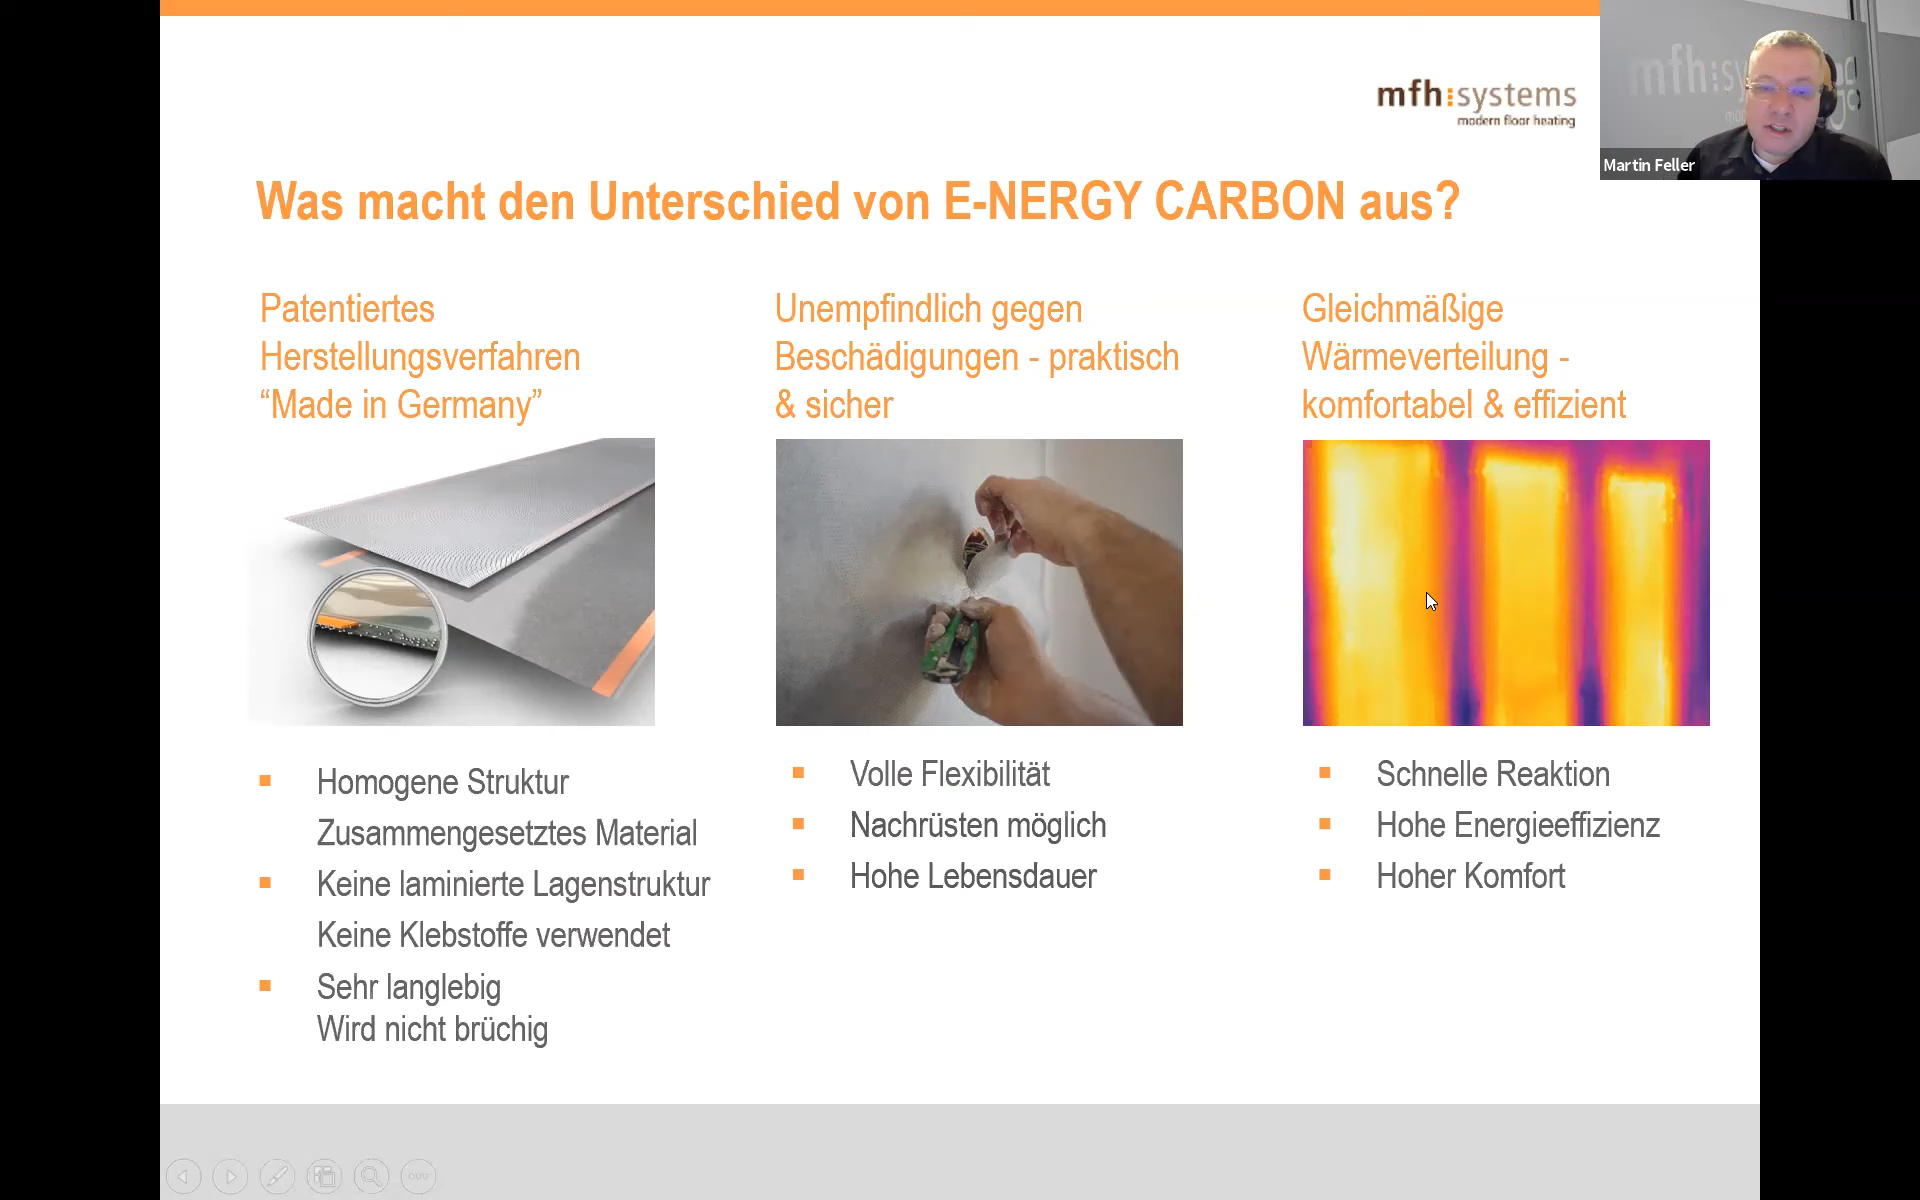 mfh:systems
modern floor heating
mfh:sy
Martin Feller
Was macht den Unterschied von E-NERGY CARBON aus?
Patentiertes
Herstellungsverfahren
“Made in Germany”
Unempfindlich gegen
Beschädigungen - praktisch
& sicher
Gleichmäßige
Wärmeverteilung -
komfortabel & effizient
Homogene Struktur
Zusammengesetztes Material
Keine laminierte Lagenstruktur
Keine Klebstoffe verwendet
Sehr langlebig
Wird nicht brüchig
Volle Flexibilität
Nachrüsten möglich
Hohe Lebensdauer
Schnelle Reaktion
Hohe Energieeffizienz
Hoher Komfort